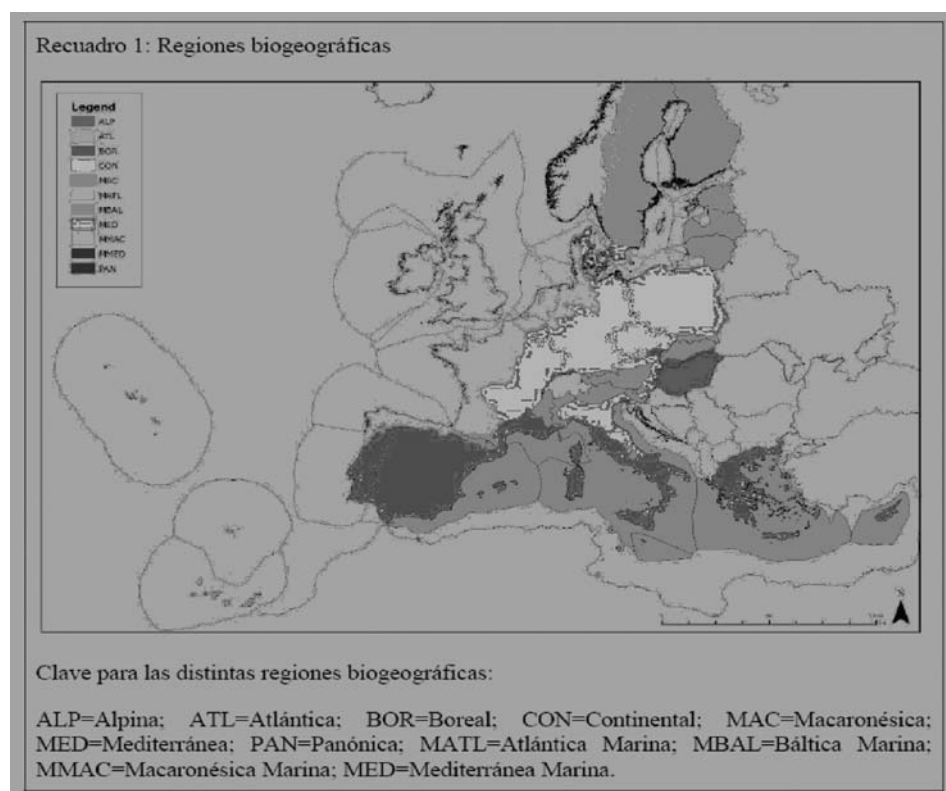 Recuadro 1: Regiones biogeográficas
Legend
ALP
ATL
BOR
CON
MAC
MATL
MBAL
MED
MMAC
MMED
PAN
N
Clave para las distintas regiones biogeográficas:
ALP=Alpina; ATL=Atlántica; BOR=Boreal; CON=Continental; MAC=Macaronésica;
MED=Mediterránea; PAN=Panónica; MATL=Atlántica Marina; MBAL=Báltica Marina;
MMAC=Macaronésica Marina; MED=Mediterránea Marina.